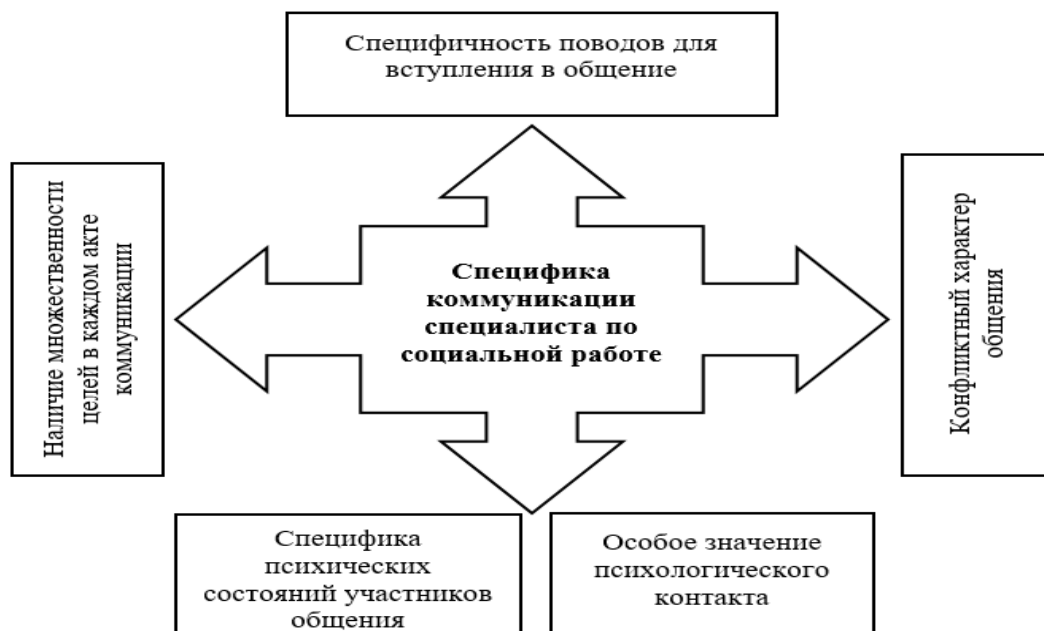 Специфичность поводов для
вступления в общение
Наличие множественности
целей в каждом акте
коммуникации
Специфика
коммуникации
специалиста по
социальной работе
Конфликтный характер
общения
Специфика
психических
состояний участников
общения
Особое значение
психологического
контакта